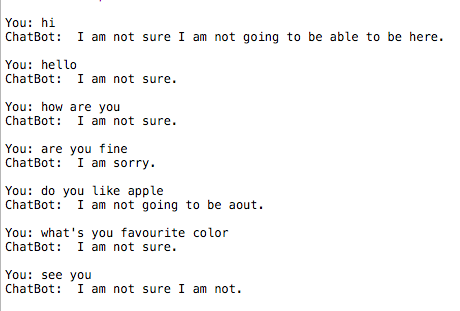 You: hi
ChatBot:  I am not sure I am not going to be able to be here.
You: hello
ChatBot:  I am not sure.
You: how are you
ChatBot:  I am not sure.
You: are you fine
ChatBot:  I am sorry.
You: do you like apple
ChatBot:  I am not going to be aout.
You: what's you favourite color
ChatBot:  I am not sure.
You: see you
ChatBot:  I am not sure I am not.